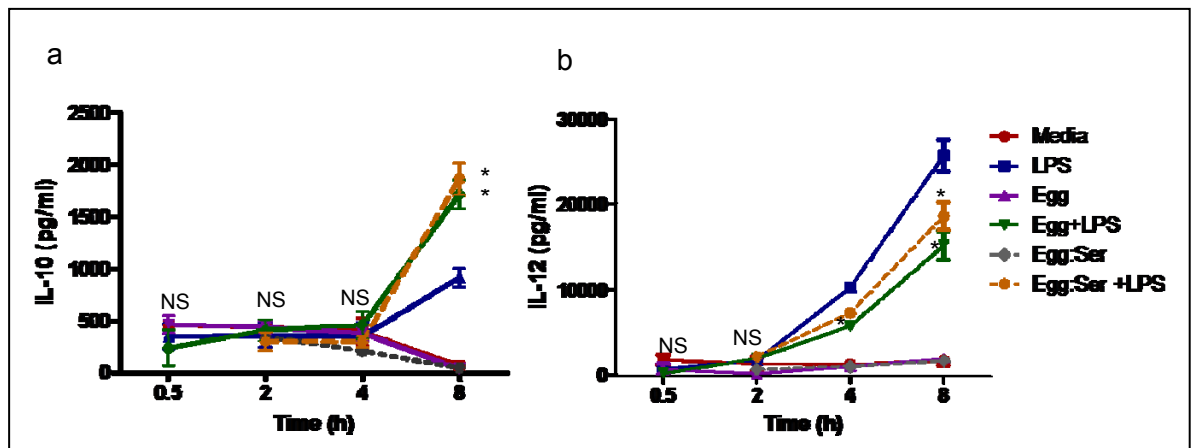 a
2500
2000
1500
1000
500
0
IL-10 (pg/ml)
NS
NS
NS
*
*
0.5 2 4 8
Time (h)
b
30000
20000
10000
0
IL-12 (pg/ml)
NS
NS
*
*
*
0.5 2 4 8
Time (h)
Media
LPS
Egg
Egg+LPS
Egg:Ser
Egg:Ser +LPS